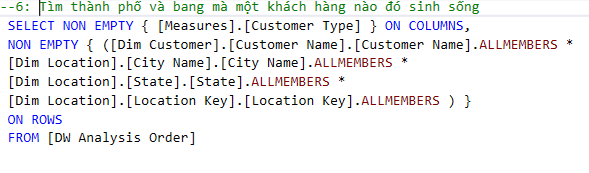 --6: Tìm thành phố và bang mà một khách hàng nào đó sinh sống
SELECT NON EMPTY { [Measures].[Customer Type] } ON COLUMNS,
NON EMPTY { ([Dim Customer].[Customer Name].[Customer Name].ALLMEMBERS *
[Dim Location].[City Name].[City Name].ALLMEMBERS *
[Dim Location].[State].[State].ALLMEMBERS *
[Dim Location].[Location Key].[Location Key].ALLMEMBERS ) }
ON ROWS
FROM [DW Analysis Order]